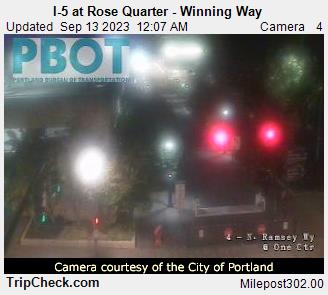 I-5 at Rose Quarter - Winning Way
Updated Sep 13 2023 12:07 AM Camera 4
PBOT
PORTLAND BUREAU OF TRANSPORTATION
4 - N. Ramsey Wy
@ One Ctr
Camera courtesy of the City of Portland
TripCheck.com Milepost302.00